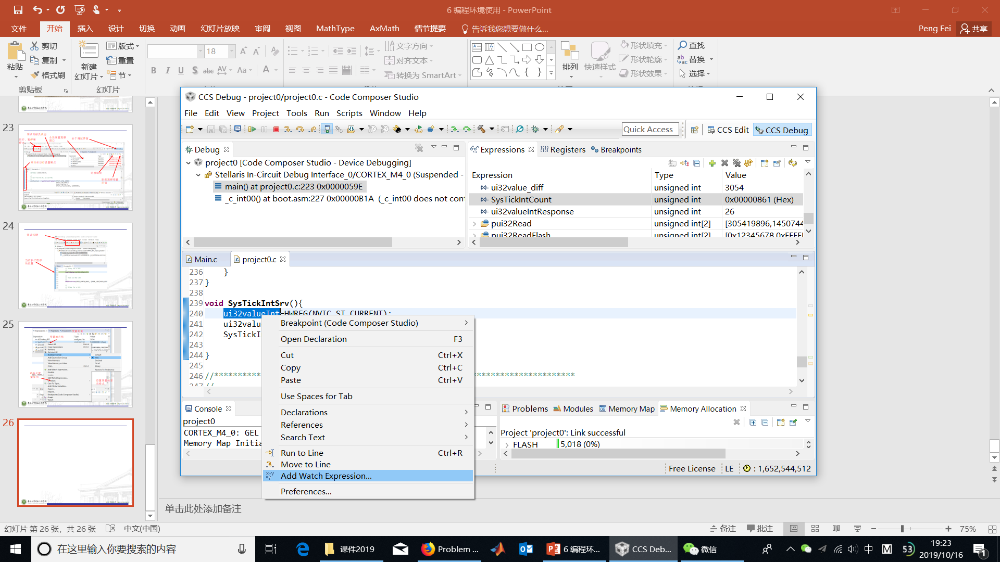 6 编程环境使用 - PowerPoint
文件 开始 插入 设计 切换 动画 幻灯片放映 审阅 视图 MathType AxMath 情节提要 告诉我您想要做什么... Peng Fei 共享
粘贴 剪切 复制 格式刷 剪贴板
新建 幻灯片 版式 重置 节 幻灯片
18
B I U S abc AV Aa A
文字方向 对齐文本 转换为 SmartArt
排列 快速样式 形状填充 形状轮廓 形状效果
查找 替换 选择
23
24
25
26
CCS Debug - project0/project0.c - Code Composer Studio
File Edit View Project Tools Run Scripts Window Help
Quick Access CCS Edit CCS Debug
Debug
project0 [Code Composer Studio - Device Debugging]
Stellaris In-Circuit Debug Interface_0/CORTEX_M4_0 (Suspended -
main() at project0.c:223 0x0000059E
_c_int00() at boot.asm:227 0x00000B1A (_c_int00 does not con
Expressions Registers Breakpoints
Expression Type Value
ui32value_diff unsigned int 3054
SysTickIntCount unsigned int 0x00000861 (Hex)
ui32valueIntResponse unsigned int 26
pui32Read unsigned int[2] [305419896,1450744
pui32ReadFlash unsigned int[2]
Main.c project0.c
236 }
237 }
238
239 void SysTickIntSrv(){
240 ui32valueInt=HWREG(NVIC_ST_CURRENT);
241 ui32valu
242 SysTickI
243
244 }
245
246 //**********
247 //
Breakpoint (Code Composer Studio)
Open Declaration F3
Cut Ctrl+X
Copy Ctrl+C
Paste Ctrl+V
Use Spaces for Tab
Declarations
References
Search Text
Run to Line Ctrl+R
Move to Line
Add Watch Expression...
Preferences...
Console
project0
CORTEX_M4_0: GEL
Memory Map Initia
Problems Modules Memory Map Memory Allocation
Project 'project0': Link successful
FLASH 5,018 (0%)
Free License LE : 1,652,544,512
单击此处添加备注
幻灯片 第 26 张，共 26 张 中文(中国) 备注 批注 75%
在这里输入你要搜索的内容 课件2019 Problem ... 6 编程环... CCS Deb... 微信 中 M 53 19:23
2019/10/16 1